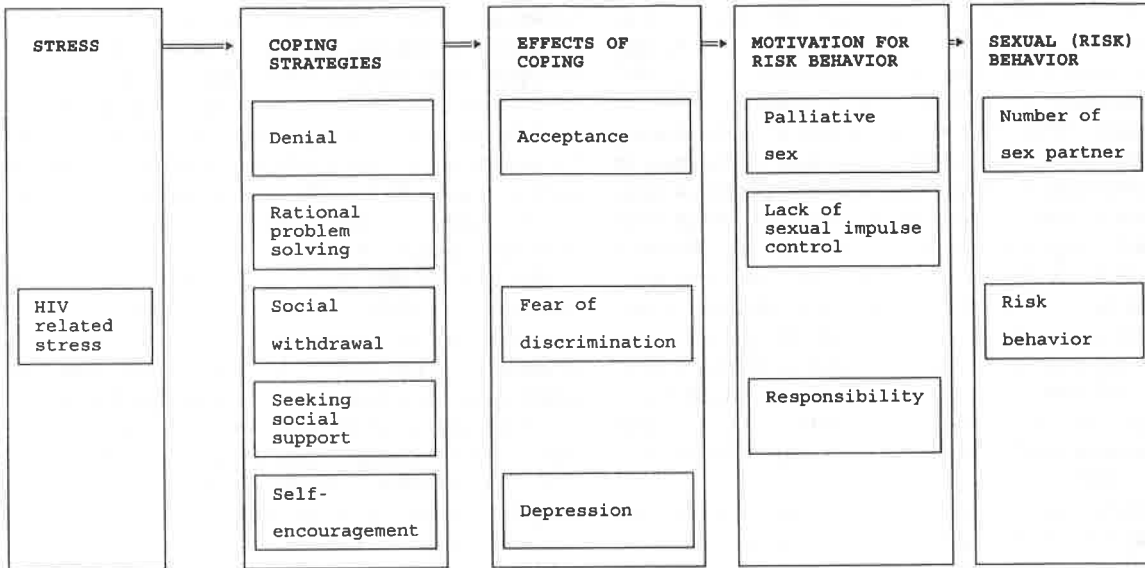 STRESS
COPING
STRATEGIES
EFFECTS OF
COPING
MOTIVATION FOR
RISK BEHAVIOR
SEXUAL (RISK)
BEHAVIOR
HIV
related
stress
Denial
Rational
problem
solving
Social
withdrawal
Seeking
social
support
Self-
encouragement
Acceptance
Fear of
discrimination
Depression
Palliative
sex
Lack of
sexual impulse
control
Responsibility
Number of
sex partner
Risk
behavior